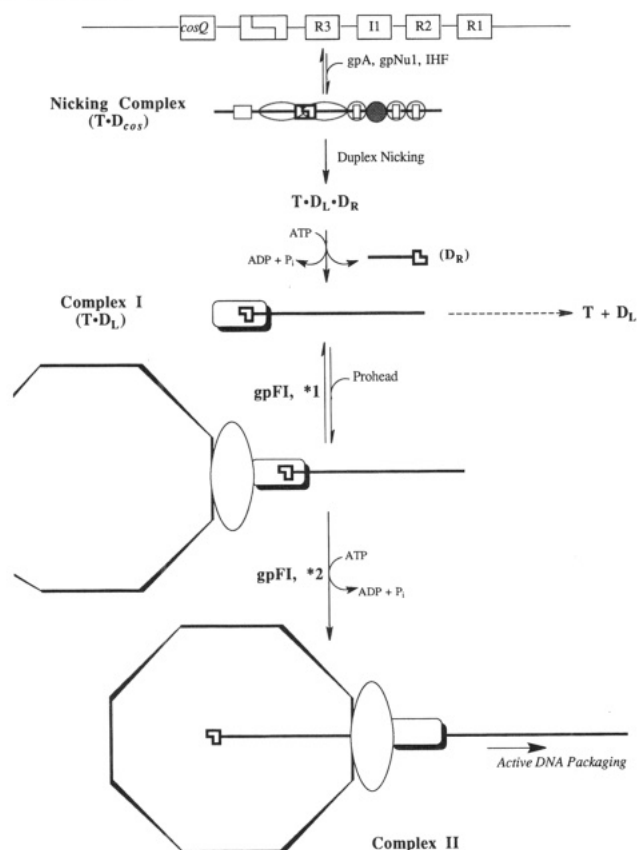 cosQ R3 I1 R2 R1
gpA, gpNu1, IHF
Nicking Complex
(T•Dcos)
Duplex Nicking
T•DL•DR
ATP
ADP + Pi
(DR)
Complex I
(T•DL)
T + DL
gpFI, *1
Prohead
gpFI, *2
ATP
ADP + Pi
Active DNA Packaging
Complex II